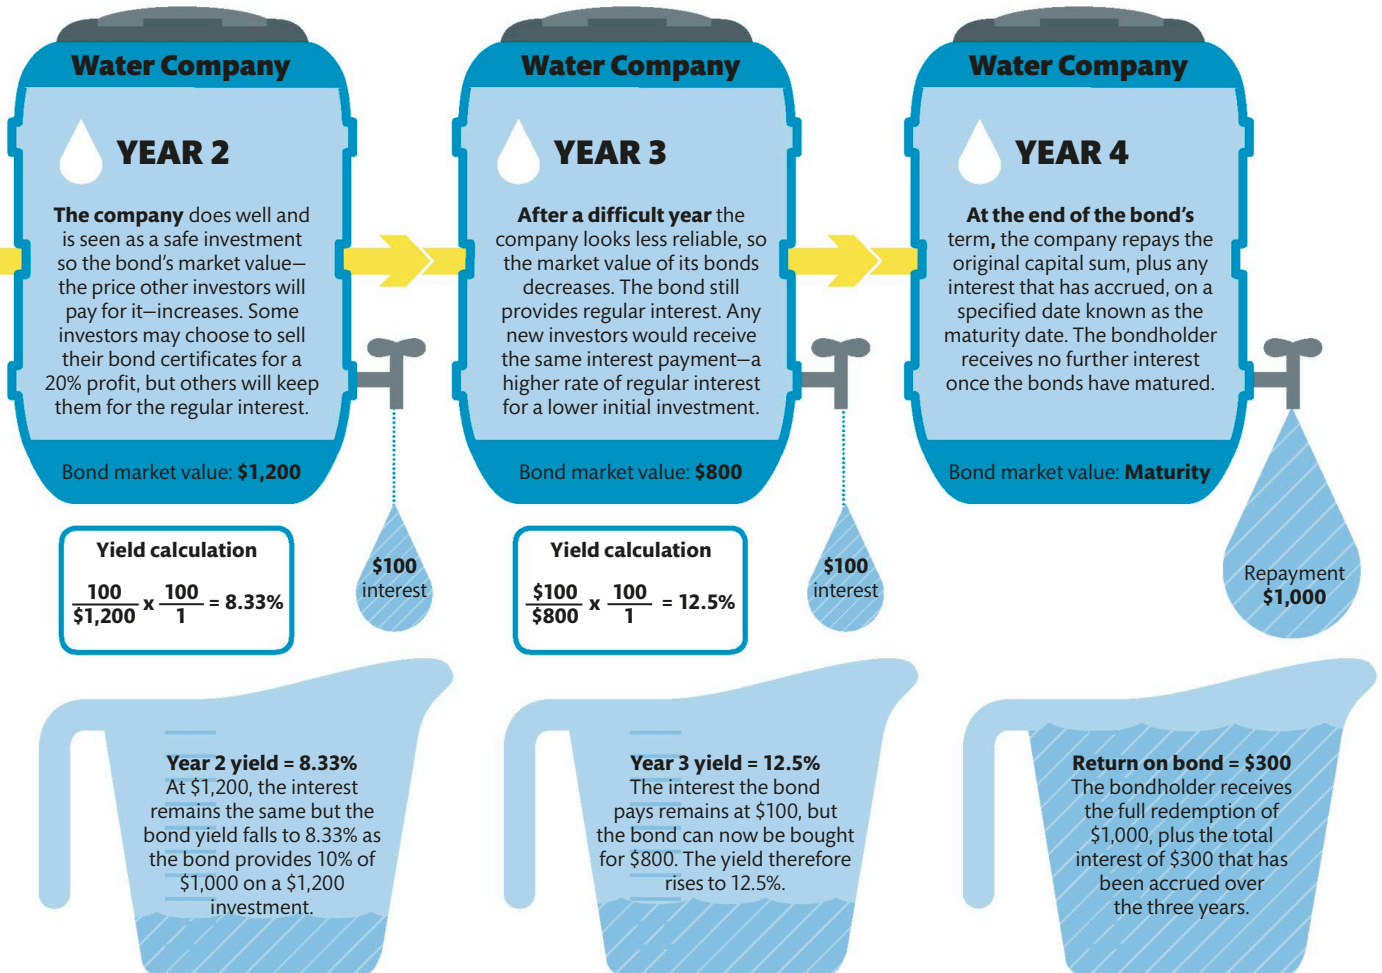 Water Company
YEAR 2
The company does well and
is seen as a safe investment
so the bond's market value—
the price other investors will
pay for it—increases. Some
investors may choose to sell
their bond certificates for a
20% profit, but others will keep
them for the regular interest.
Bond market value: $1,200
Yield calculation
100/$1,200 x 100/1 = 8.33%
$100
interest
Year 2 yield = 8.33%
At $1,200, the interest
remains the same but the
bond yield falls to 8.33% as
the bond provides 10% of
$1,000 on a $1,200
investment.
Water Company
YEAR 3
After a difficult year the
company looks less reliable, so
the market value of its bonds
decreases. The bond still
provides regular interest. Any
new investors would receive
the same interest payment—a
higher rate of regular interest
for a lower initial investment.
Bond market value: $800
Yield calculation
$100/$800 x 100/1 = 12.5%
$100
interest
Year 3 yield = 12.5%
The interest the bond
pays remains at $100, but
the bond can now be bought
for $800. The yield therefore
rises to 12.5%.
Water Company
YEAR 4
At the end of the bond's
term, the company repays the
original capital sum, plus any
interest that has accrued, on a
specified date known as the
maturity date. The bondholder
receives no further interest
once the bonds have matured.
Bond market value: Maturity
Repayment
$1,000
Return on bond = $300
The bondholder receives
the full redemption of
$1,000, plus the total
interest of $300 that has
been accrued over
the three years.